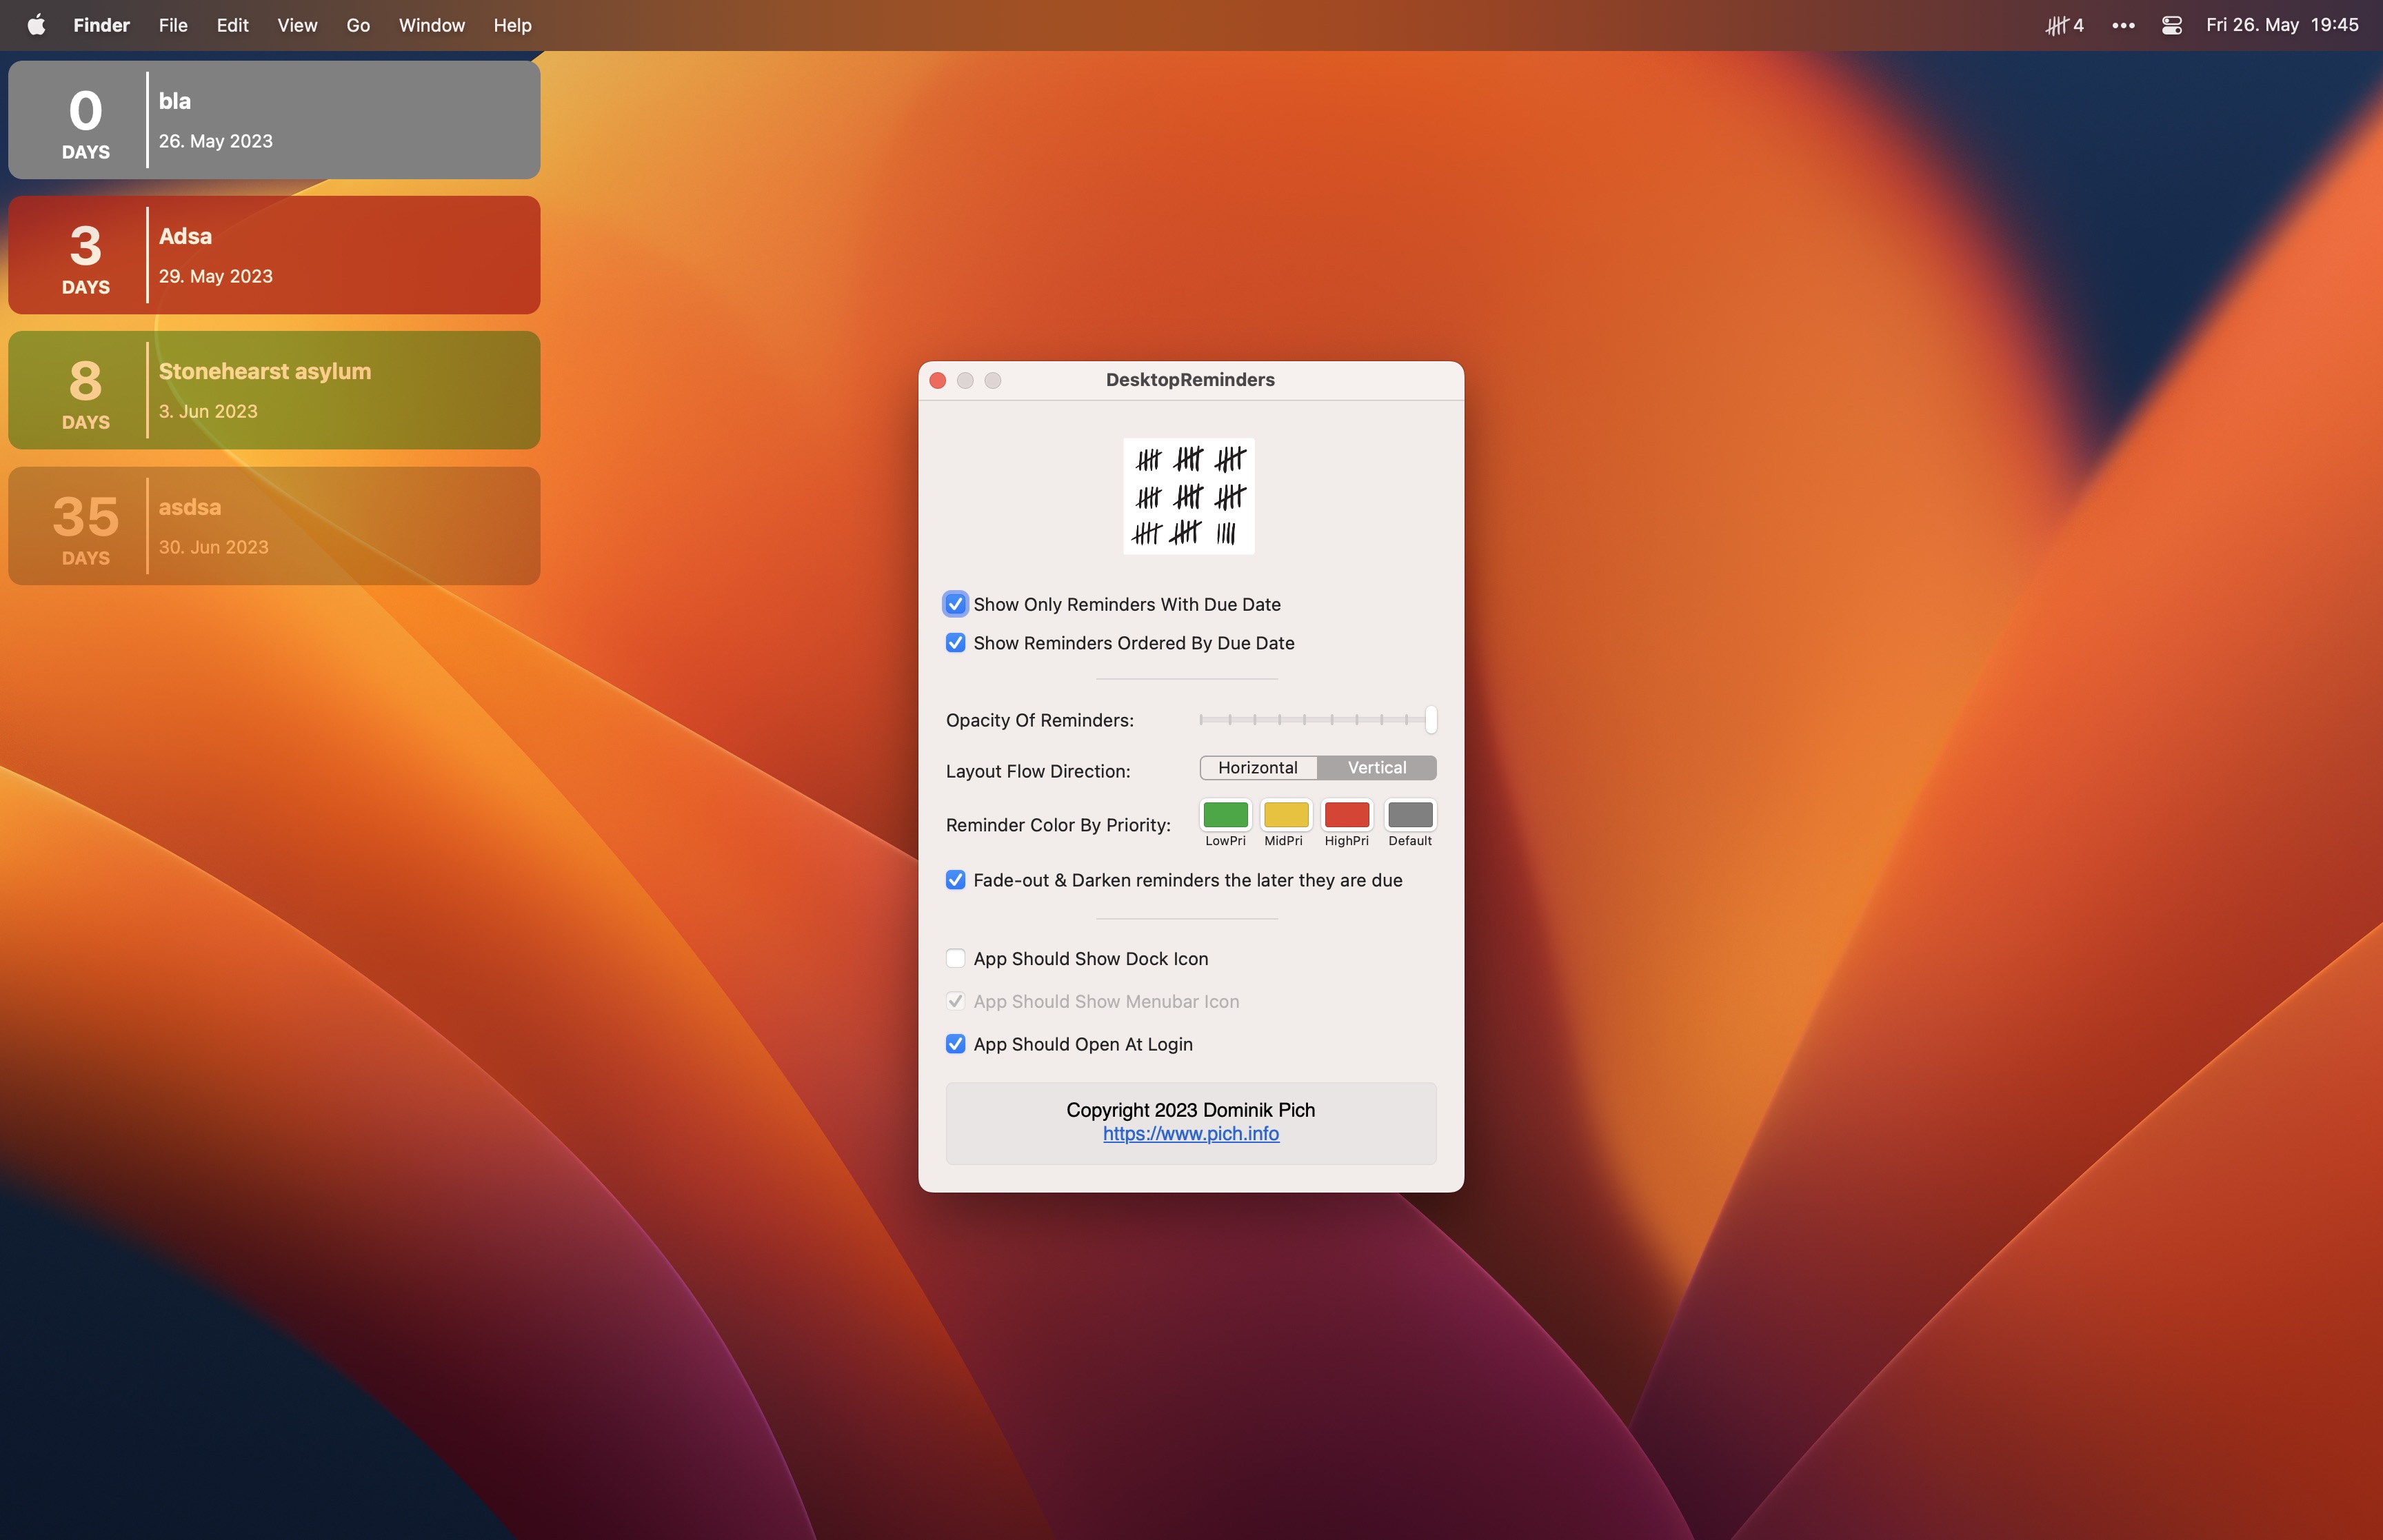 Finder File Edit View Go Window Help
4 Fri 26. May 19:45
0
DAYS
bla
26. May 2023
3
DAYS
Adsa
29. May 2023
8
DAYS
Stonehearst asylum
3. Jun 2023
35
DAYS
asdsa
30. Jun 2023
DesktopReminders
Show Only Reminders With Due Date
Show Reminders Ordered By Due Date
Opacity Of Reminders:
Layout Flow Direction: Horizontal Vertical
Reminder Color By Priority:
LowPri MidPri HighPri Default
Fade-out & Darken reminders the later they are due
App Should Show Dock Icon
App Should Show Menubar Icon
App Should Open At Login
Copyright 2023 Dominik Pich
https://www.pich.info